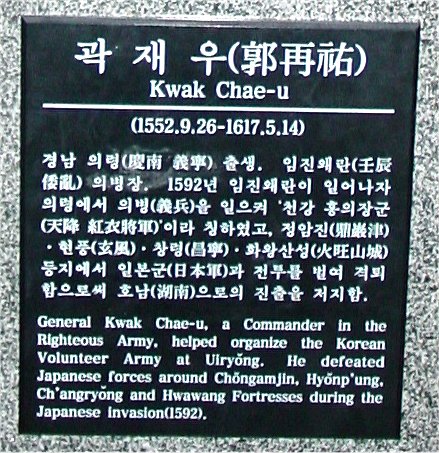 곽 재 우(郭再祐)
Kwak Chae-u
(1552.9.26-1617.5.14)
경남 의령(慶南 義寧) 출생. 임진왜란(壬辰
倭亂) 의병장. 1592년 임진왜란이 일어나자
의령에서 의병(義兵)을 일으켜 '천강 홍의장군
(天降 紅衣將軍)'이라 칭하였고, 정암진(鼎巖津)
·현풍(玄風)·창령(昌寧)·화왕산성(火旺山城)
등지에서 일본군(日本軍)과 전투를 벌여 격퇴
함으로써 호남(湖南)으로의 진출을 저지함.
General Kwak Chae-u, a Commander in the
Righteous Army, helped organize the Korean
Volunteer Army at Uiryŏng. He defeated
Japanese forces around Chŏngamjin, Hyŏnp'ung,
Ch'angryŏng and Hwawang Fortresses during the
Japanese invasion(1592).